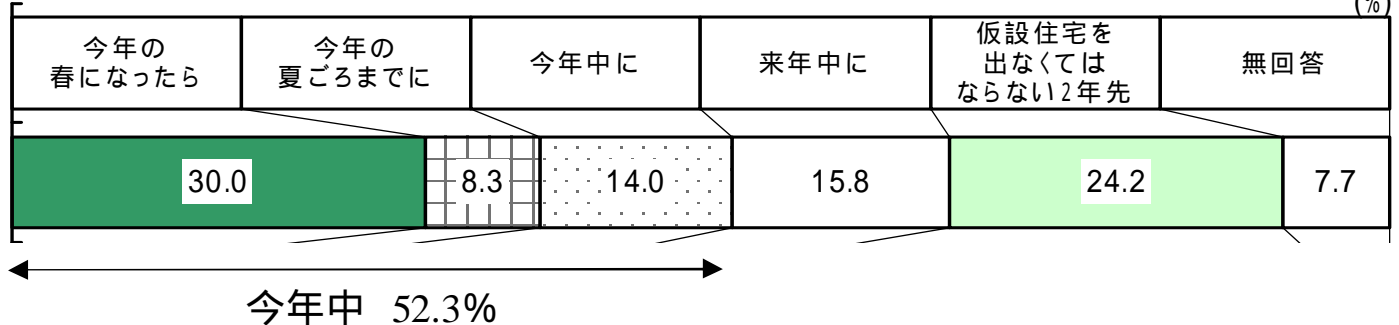 (%)
今年の
春になったら
今年の
夏ごろまでに
今年中に
来年中に
仮設住宅を
出なくては
ならない2年先
無回答
30.0
8.3
14.0
15.8
24.2
7.7
今年中 52.3%